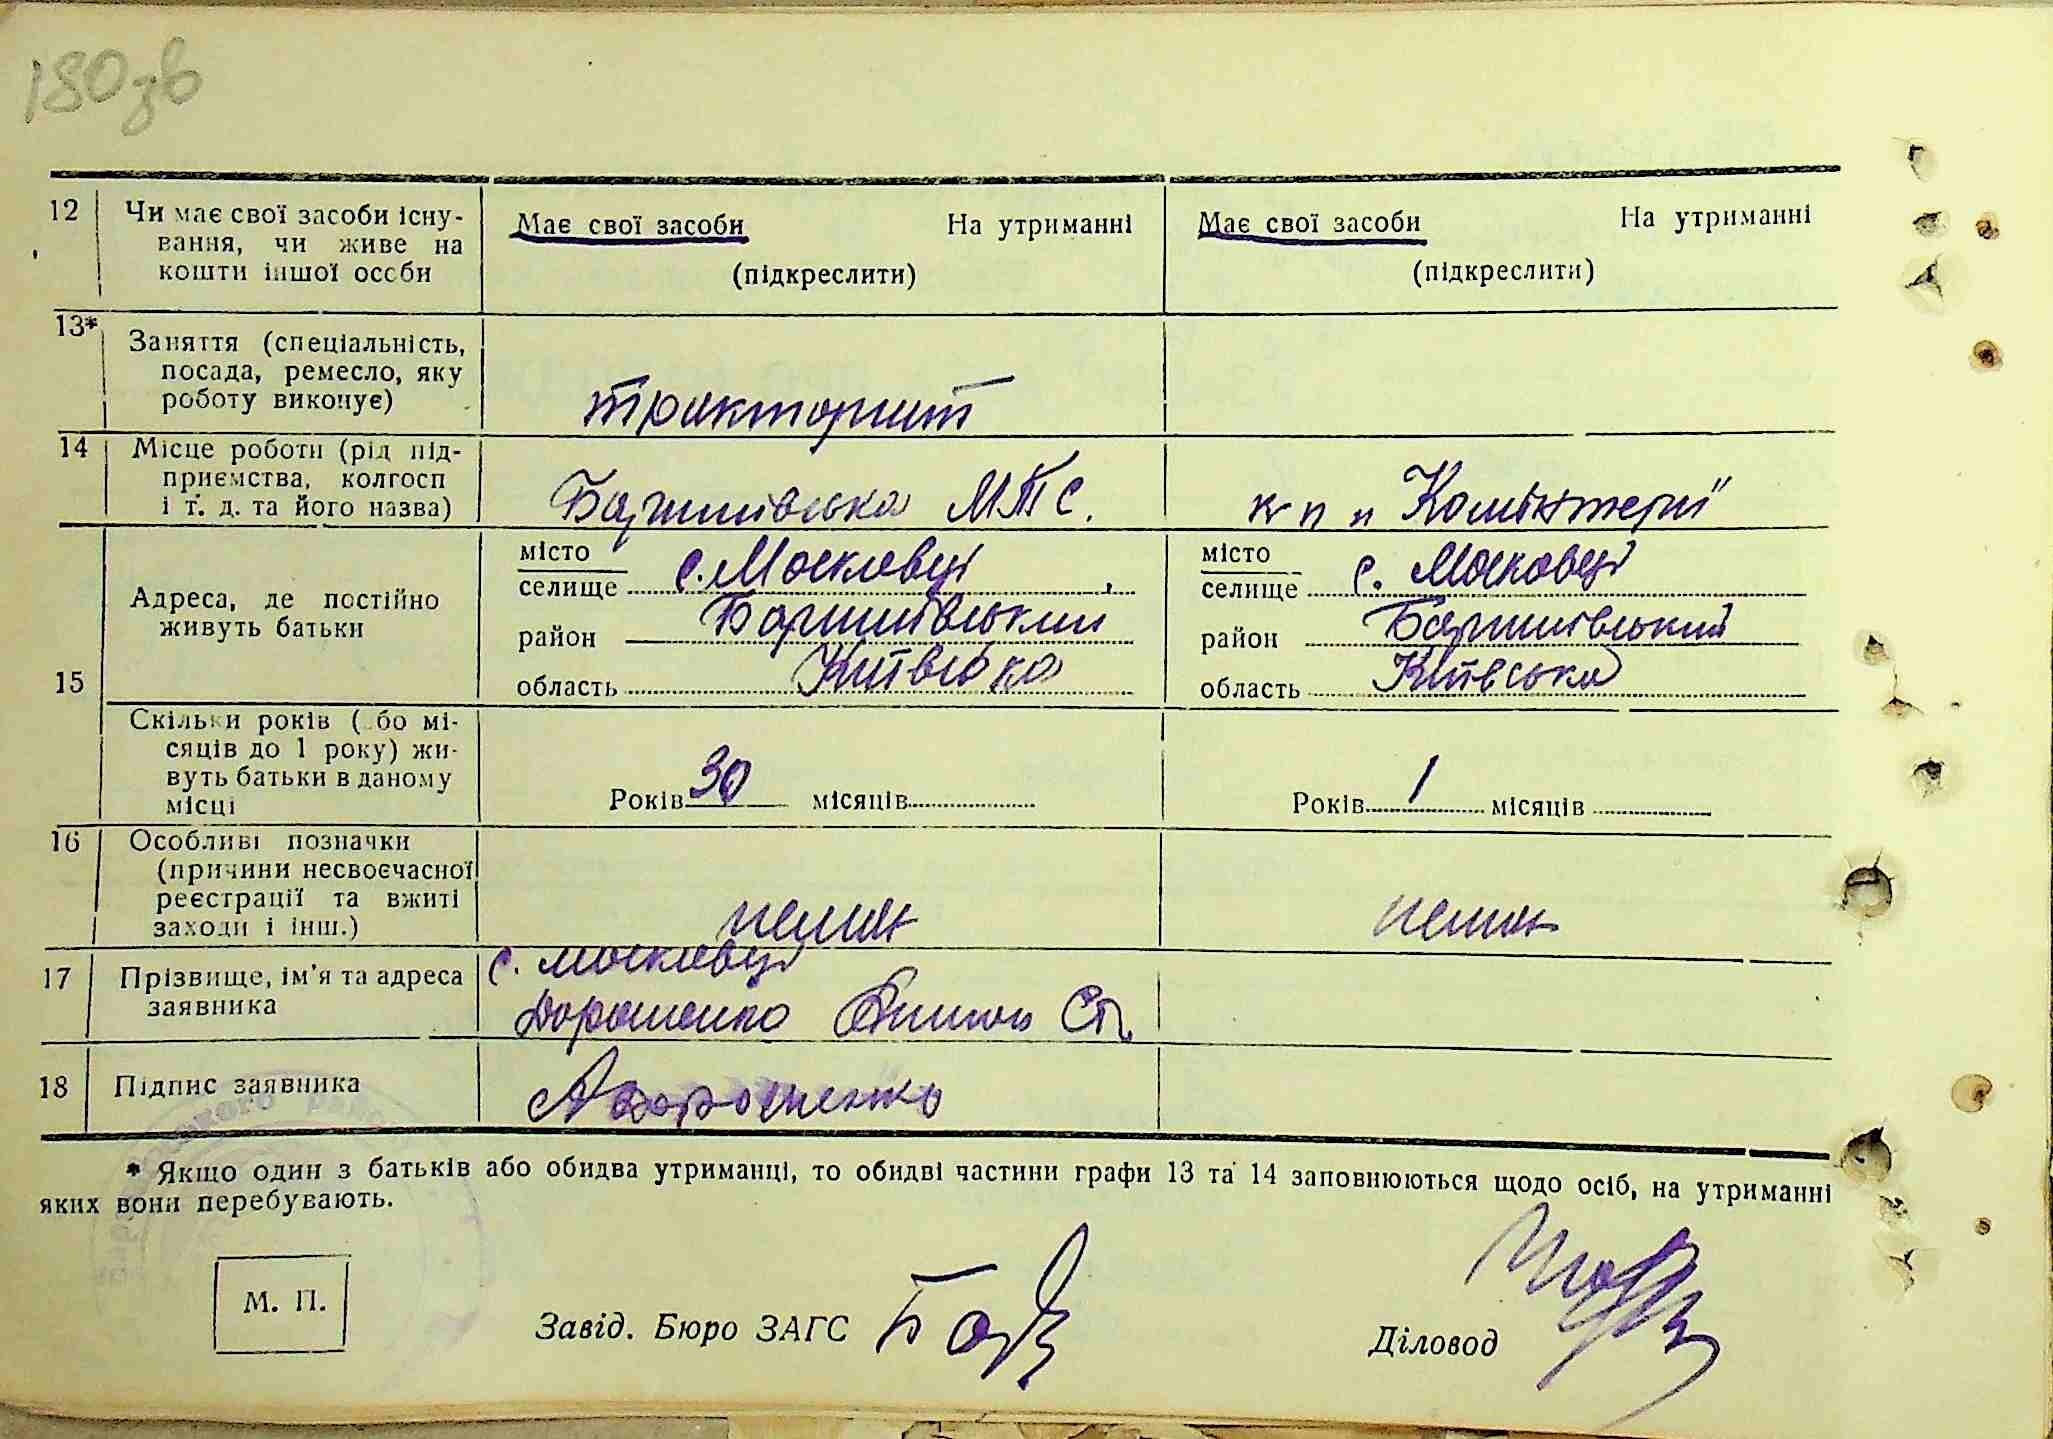 180зв
12 Чи має свої засоби існу-
вання, чи живе на
кошти іншої особи
Має свої засоби На утриманні
(підкреслити)
Має свої засоби На утриманні
(підкреслити)
13* Заняття (спеціальність,
посада, ремесло, яку
роботу виконує)
тракторист
14 Місце роботи (рід під-
приємства, колгосп
і т. д. та його назва)
Баришівська МТС.
к п "Комінтерн"
15 Адреса, де постійно
живуть батьки
місто
селище с. Московці
район Баришівський
область Київська
місто
селище с. Московці
район Баришівський
область Київська
Скільки років (або мі-
сяців до 1 року) жи-
вуть батьки в даному
місці
Років 30 місяців
Років 1 місяців
16 Особливі позначки
(причини несвоєчасної
реєстрації та вжиті
заходи і інш.)
немає
немає
17 Прізвище, ім'я та адреса
заявника
с. Московці
Дорошенко Ст.
18 Підпис заявника
А Дорошенко
* Якщо один з батьків або обидва утриманці, то обидві частини графи 13 та 14 заповнюються щодо осіб, на утриманні
яких вони перебувають.
М. П.
Завід. Бюро ЗАГС
Діловод